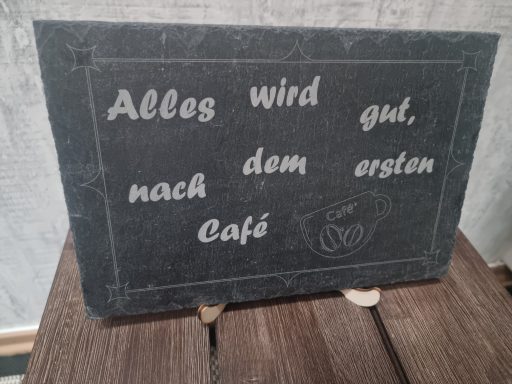 Alles wird gut,
nach dem ersten
Café
Café